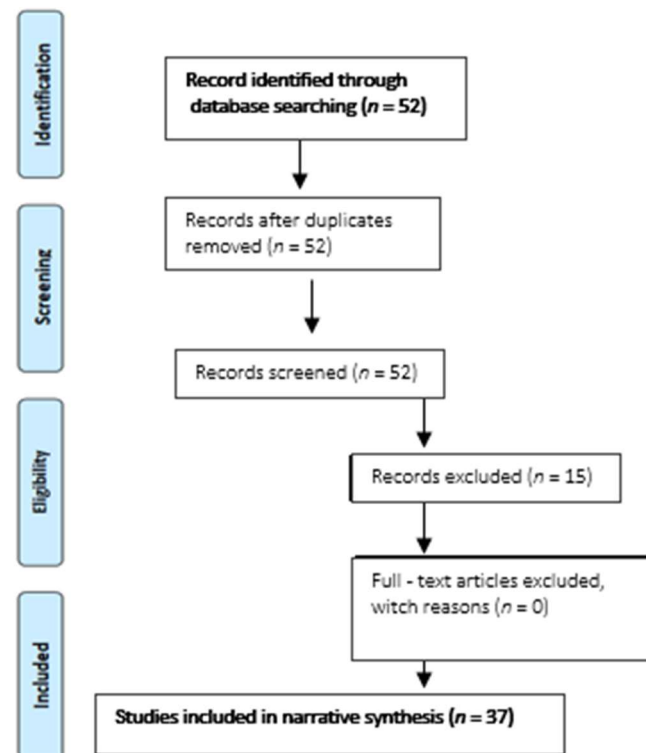 Identification
Record identified through
database searching (n = 52)
Screening
Records after duplicates
removed (n = 52)
Records screened (n = 52)
Eligibility
Records excluded (n = 15)
Full - text articles excluded,
witch reasons (n = 0)
Included
Studies included in narrative synthesis (n = 37)